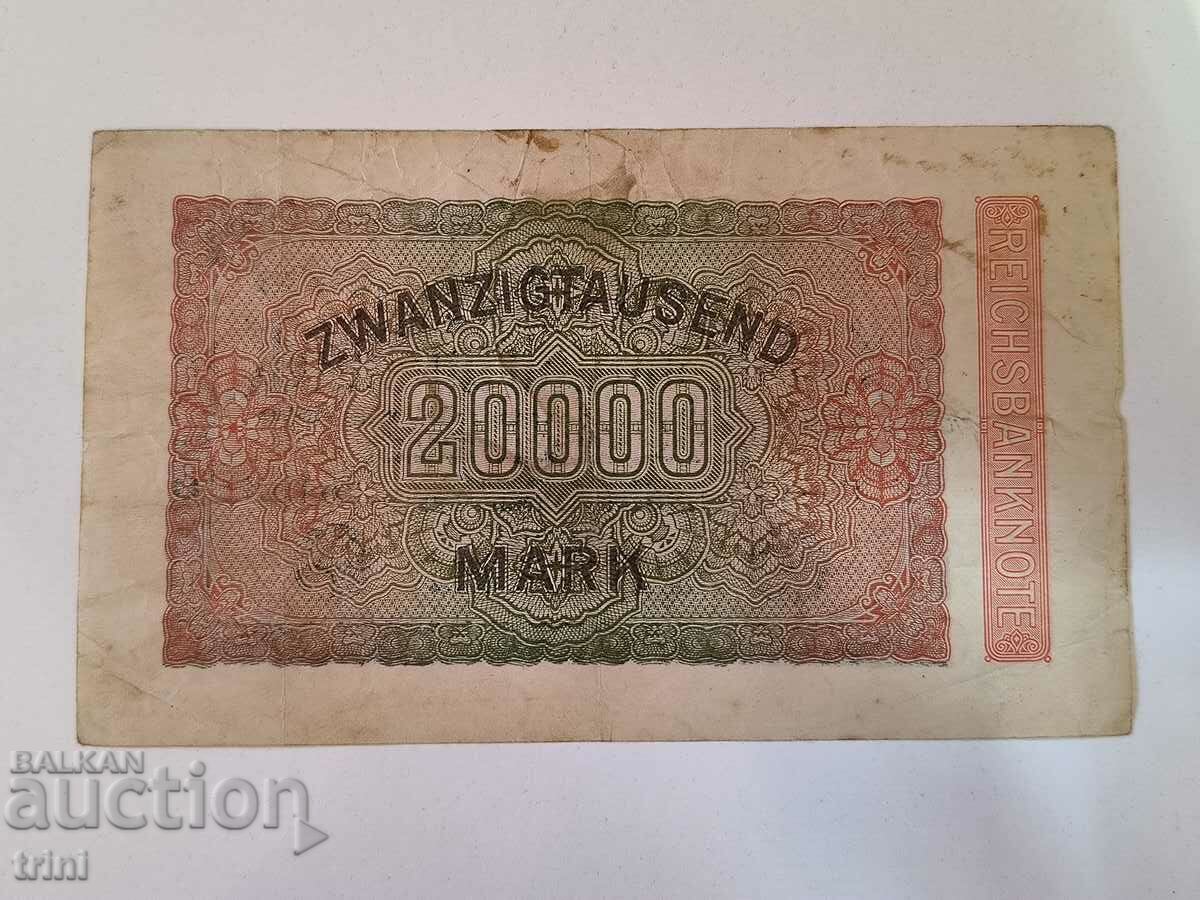 ZWANZIGTAUSEND
20000
MARK
REICHSBANKNOTE
BALKAN
auction
trini